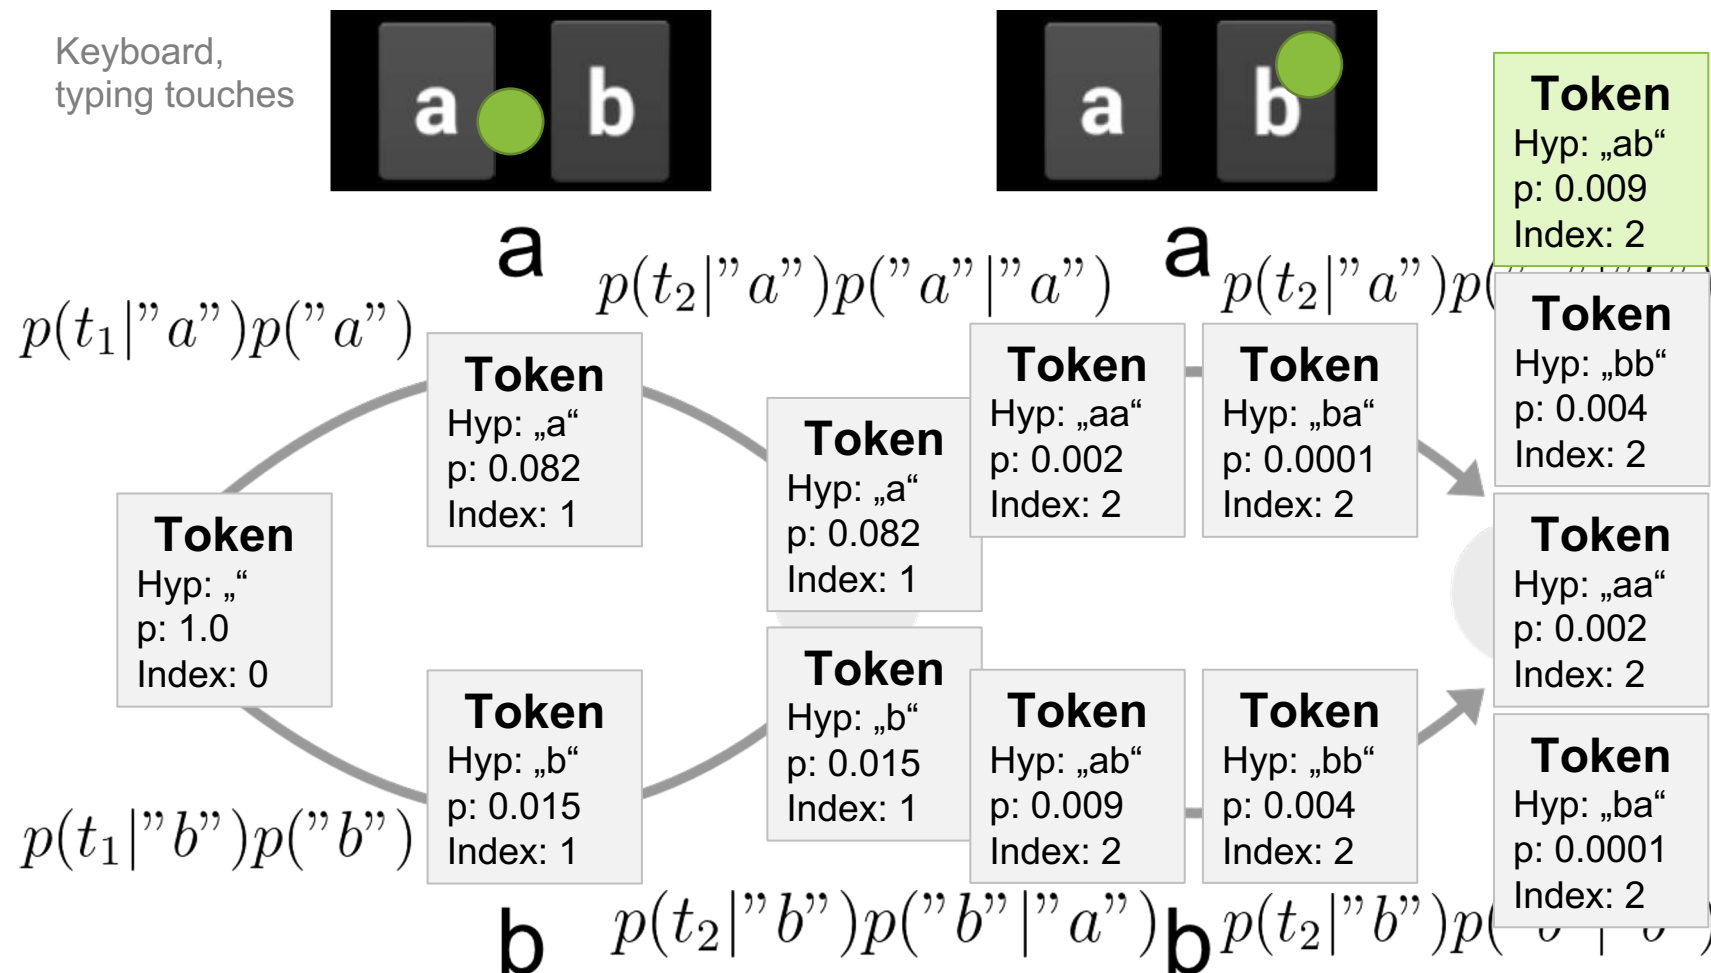 Keyboard,
typing touches
a
b
a
b
a
a
p(t₁|”a”)p(”a”)
p(t₂|”a”)p(”a”|”a”)
p(t₂|”a”)p(
Token
Hyp: „“
p: 1.0
Index: 0
Token
Hyp: „a“
p: 0.082
Index: 1
Token
Hyp: „b“
p: 0.015
Index: 1
Token
Hyp: „a“
p: 0.082
Index: 1
Token
Hyp: „b“
p: 0.015
Index: 1
Token
Hyp: „aa“
p: 0.002
Index: 2
Token
Hyp: „ba“
p: 0.0001
Index: 2
Token
Hyp: „ab“
p: 0.009
Index: 2
Token
Hyp: „bb“
p: 0.004
Index: 2
Token
Hyp: „ab“
p: 0.009
Index: 2
Token
Hyp: „bb“
p: 0.004
Index: 2
Token
Hyp: „aa“
p: 0.002
Index: 2
Token
Hyp: „ba“
p: 0.0001
Index: 2
p(t₁|”b”)p(”b”)
p(t₂|”b”)p(”b”|”a”)
p(t₂|”b”)p(
b
b